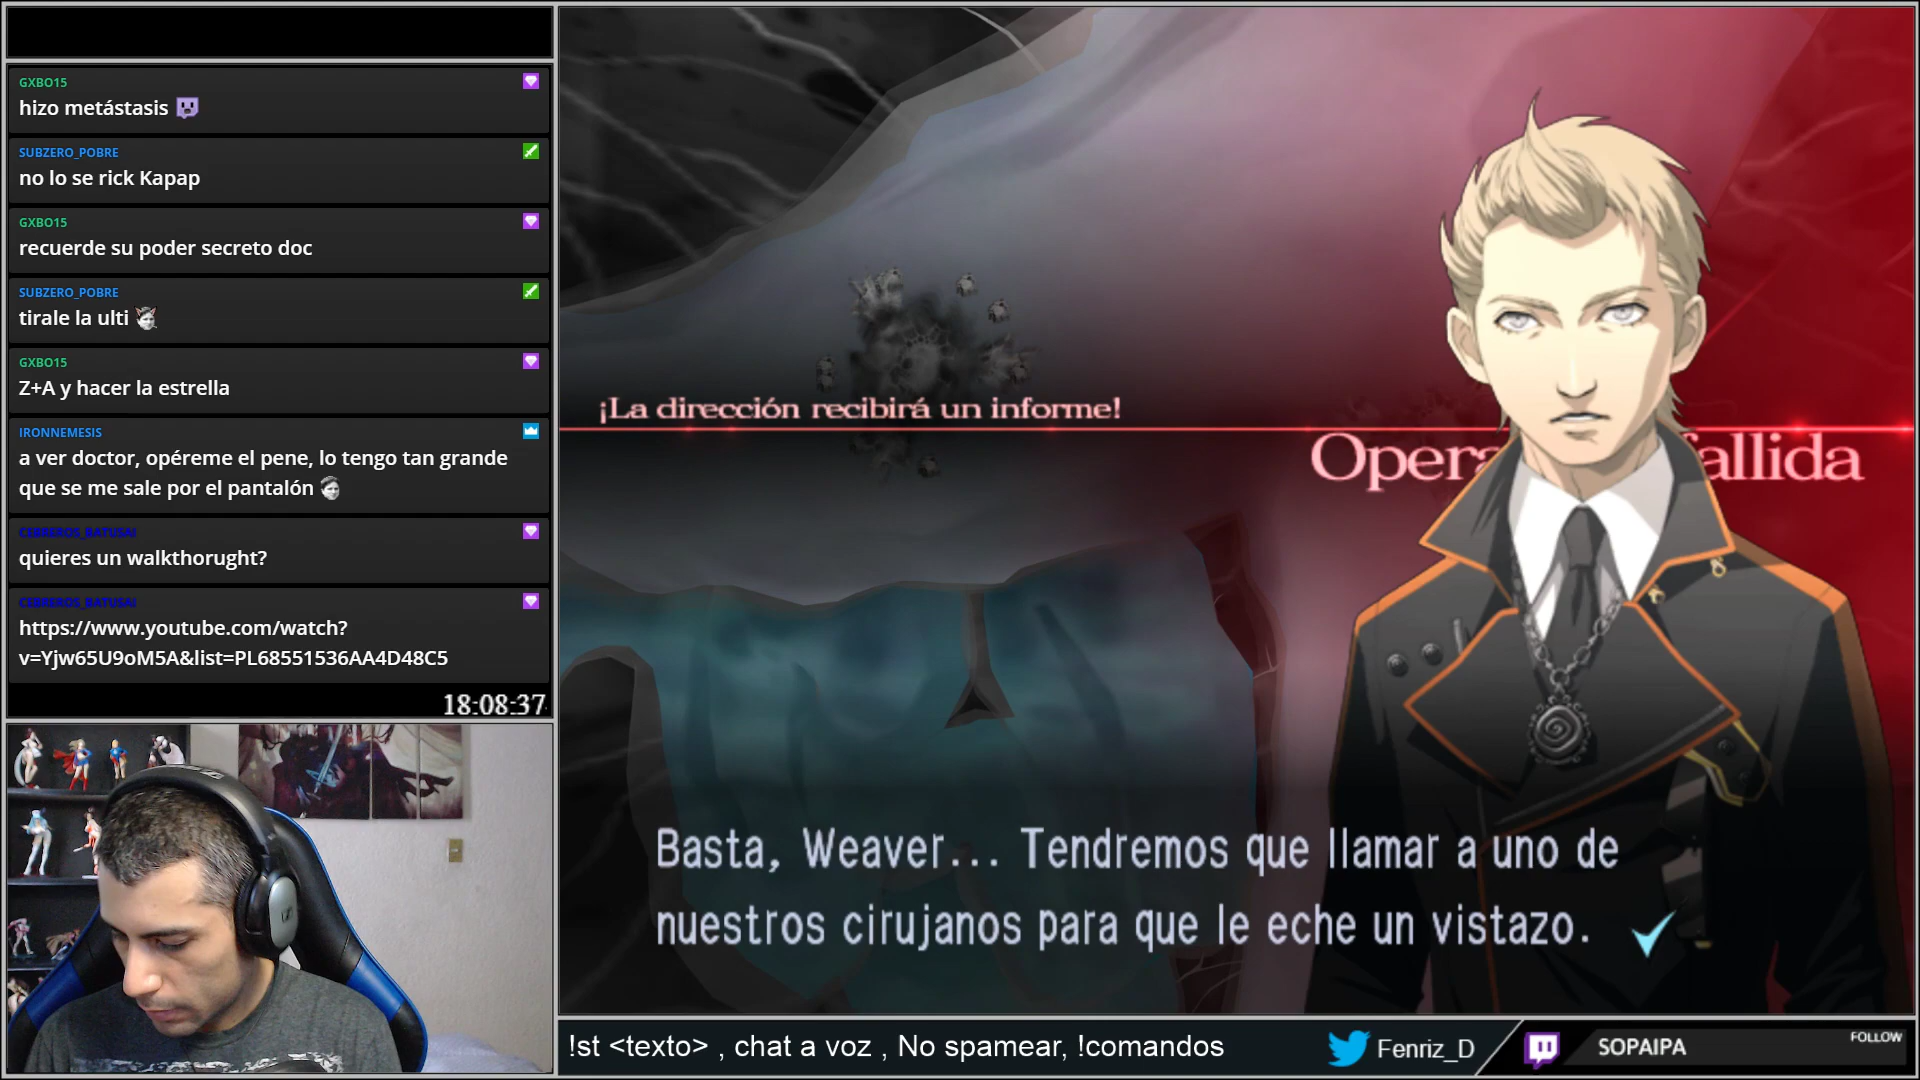 GXBO15
hizo metástasis
SUBZERO_POBRE
no lo se rick Kapap
GXBO15
recuerde su poder secreto doc
SUBZERO_POBRE
tirale la ulti
GXBO15
Z+A y hacer la estrella
IRONNEMESIS
a ver doctor, opéreme el pene, lo tengo tan grande
que se me sale por el pantalón
CEBREROS_BATUSAI
quieres un walkthorught?
CEBREROS_BATUSAI
https://www.youtube.com/watch?
v=Yjw65U9oM5A&list=PL68551536AA4D48C5
18:08:37
¡La dirección recibirá un informe!
Opera allida
Basta, Weaver... Tendremos que llamar a uno de
nuestros cirujanos para que le eche un vistazo.
!st <texto> , chat a voz , No spamear, !comandos
Fenriz_D
SOPAIPA
FOLLOW